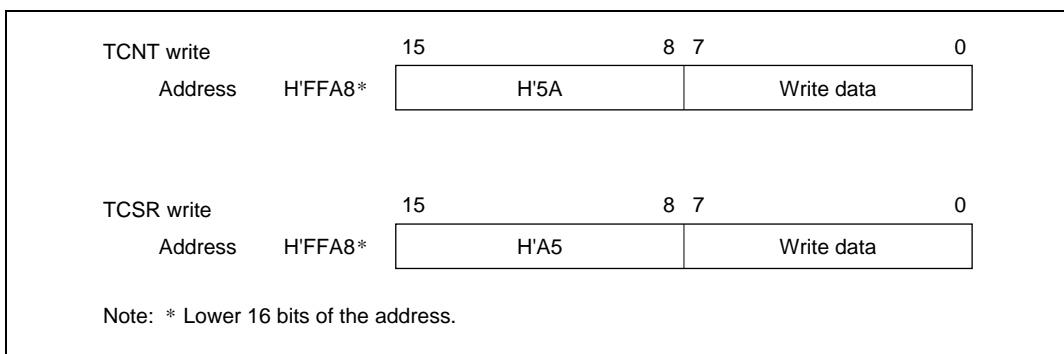 TCNT write 15 8 7 0
Address H'FFA8* H'5A Write data
TCSR write 15 8 7 0
Address H'FFA8* H'A5 Write data
Note: * Lower 16 bits of the address.